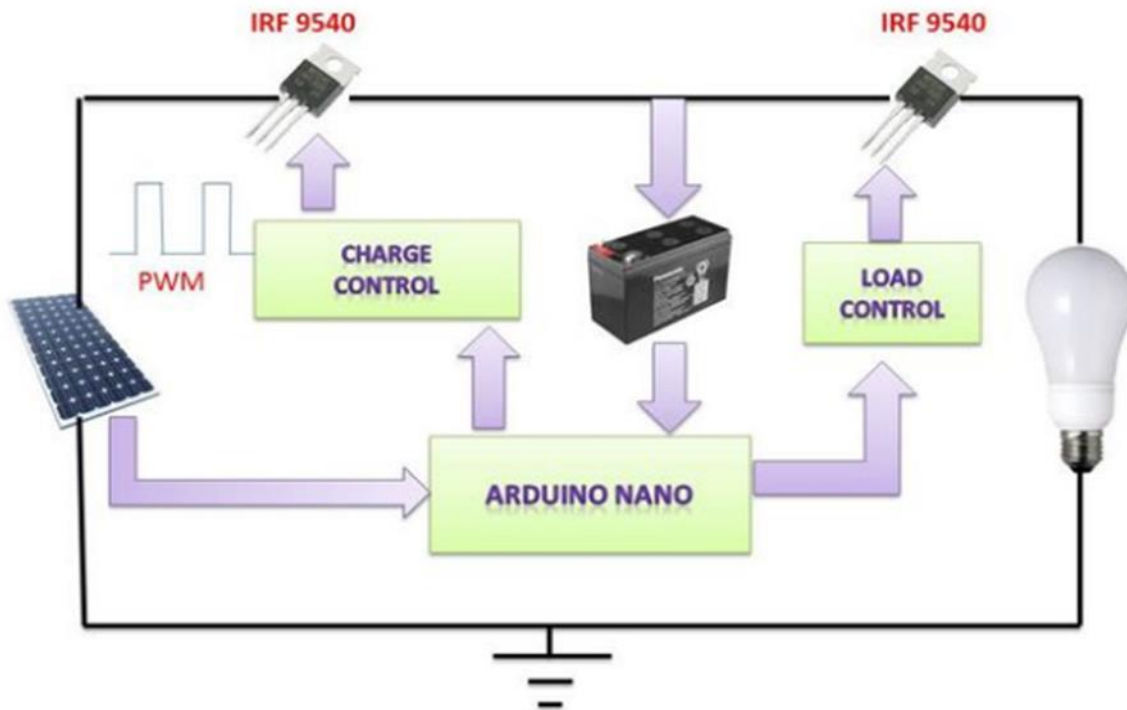 IRF 9540
IRF 9540
PWM
CHARGE
CONTROL
LOAD
CONTROL
ARDUINO NANO